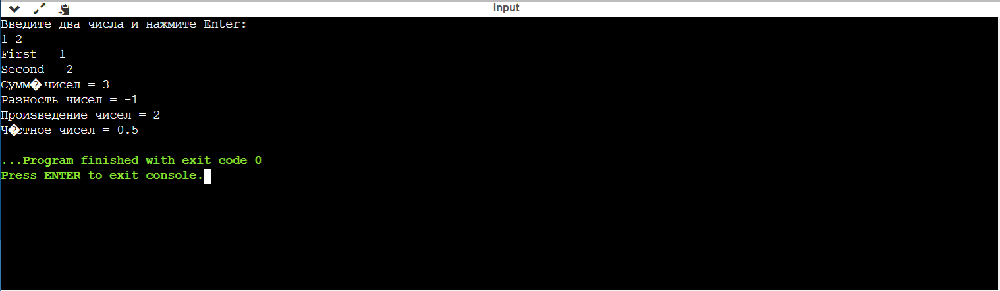 input
Введите два числа и нажмите Enter:
1 2
First = 1
Second = 2
Сумм� чисел = 3
Разность чисел = -1
Произведение чисел = 2
Ч�стное чисел = 0.5
...Program finished with exit code 0
Press ENTER to exit console.